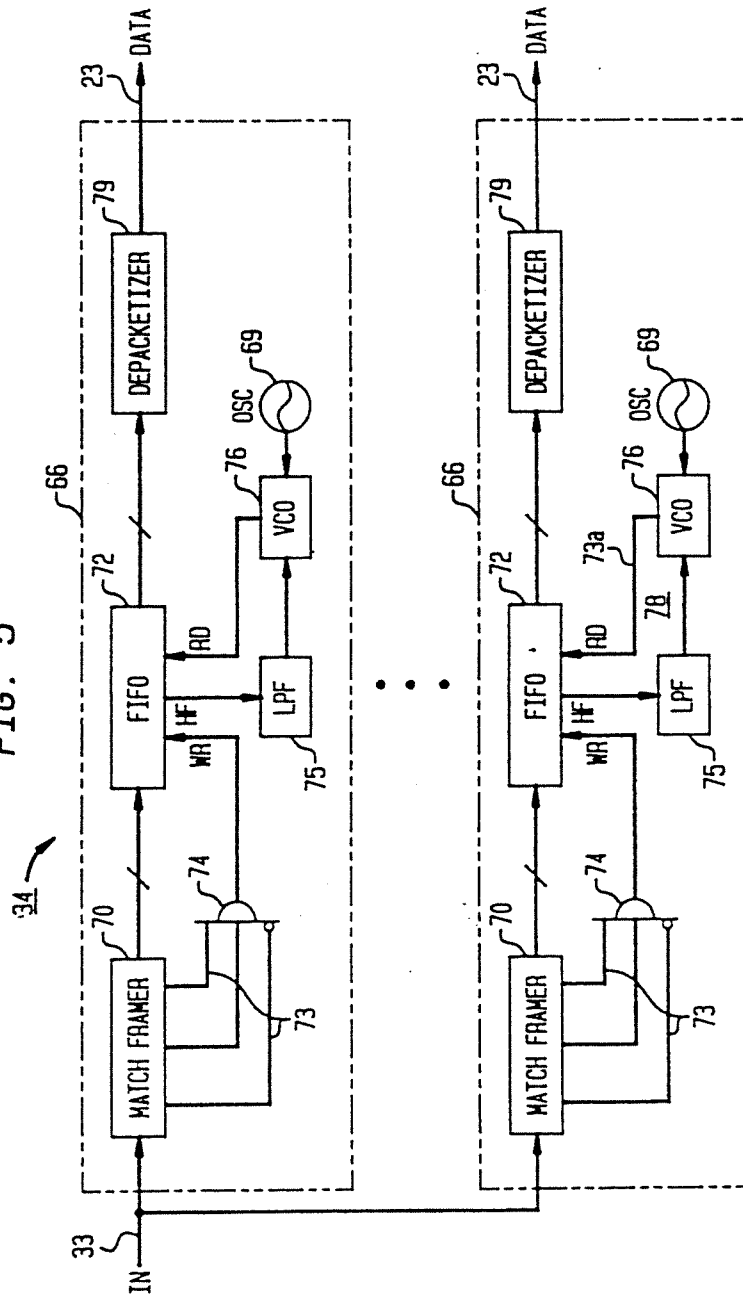 FIG. 5
34
IN
33
66
MATCH FRAMER
70
73
74
FIFO
72
WR
HF
RD
LPF
75
VCO
76
OSC
69
DEPACKETIZER
79
23
DATA
66
MATCH FRAMER
70
73
74
FIFO
72
WR
HF
RD
73a
78
LPF
75
VCO
76
OSC
69
DEPACKETIZER
79
23
DATA